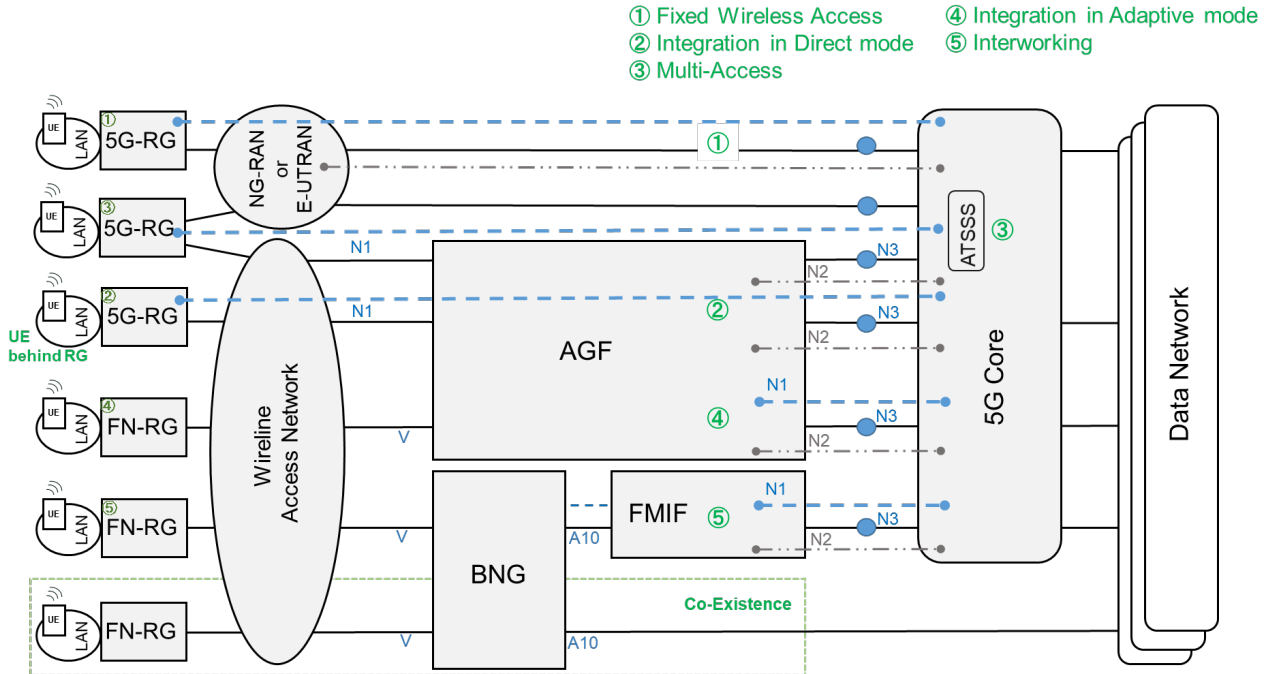 ① Fixed Wireless Access
② Integration in Direct mode
③ Multi-Access
④ Integration in Adaptive mode
⑤ Interworking
UE
LAN
①
5G-RG
NG-RAN
or
E-UTRAN
①
UE
LAN
③
5G-RG
N1
N3
N2
ATSSS
③
UE
LAN
②
5G-RG
UE
behind RG
N1
②
N3
N2
AGF
5G Core
Data Network
Wireline
Access Network
UE
LAN
④
FN-RG
V
④
N1
N3
N2
UE
LAN
⑤
FN-RG
V
BNG
A10
FMIF
⑤
N1
N3
N2
Co-Existence
UE
LAN
FN-RG
V
A10